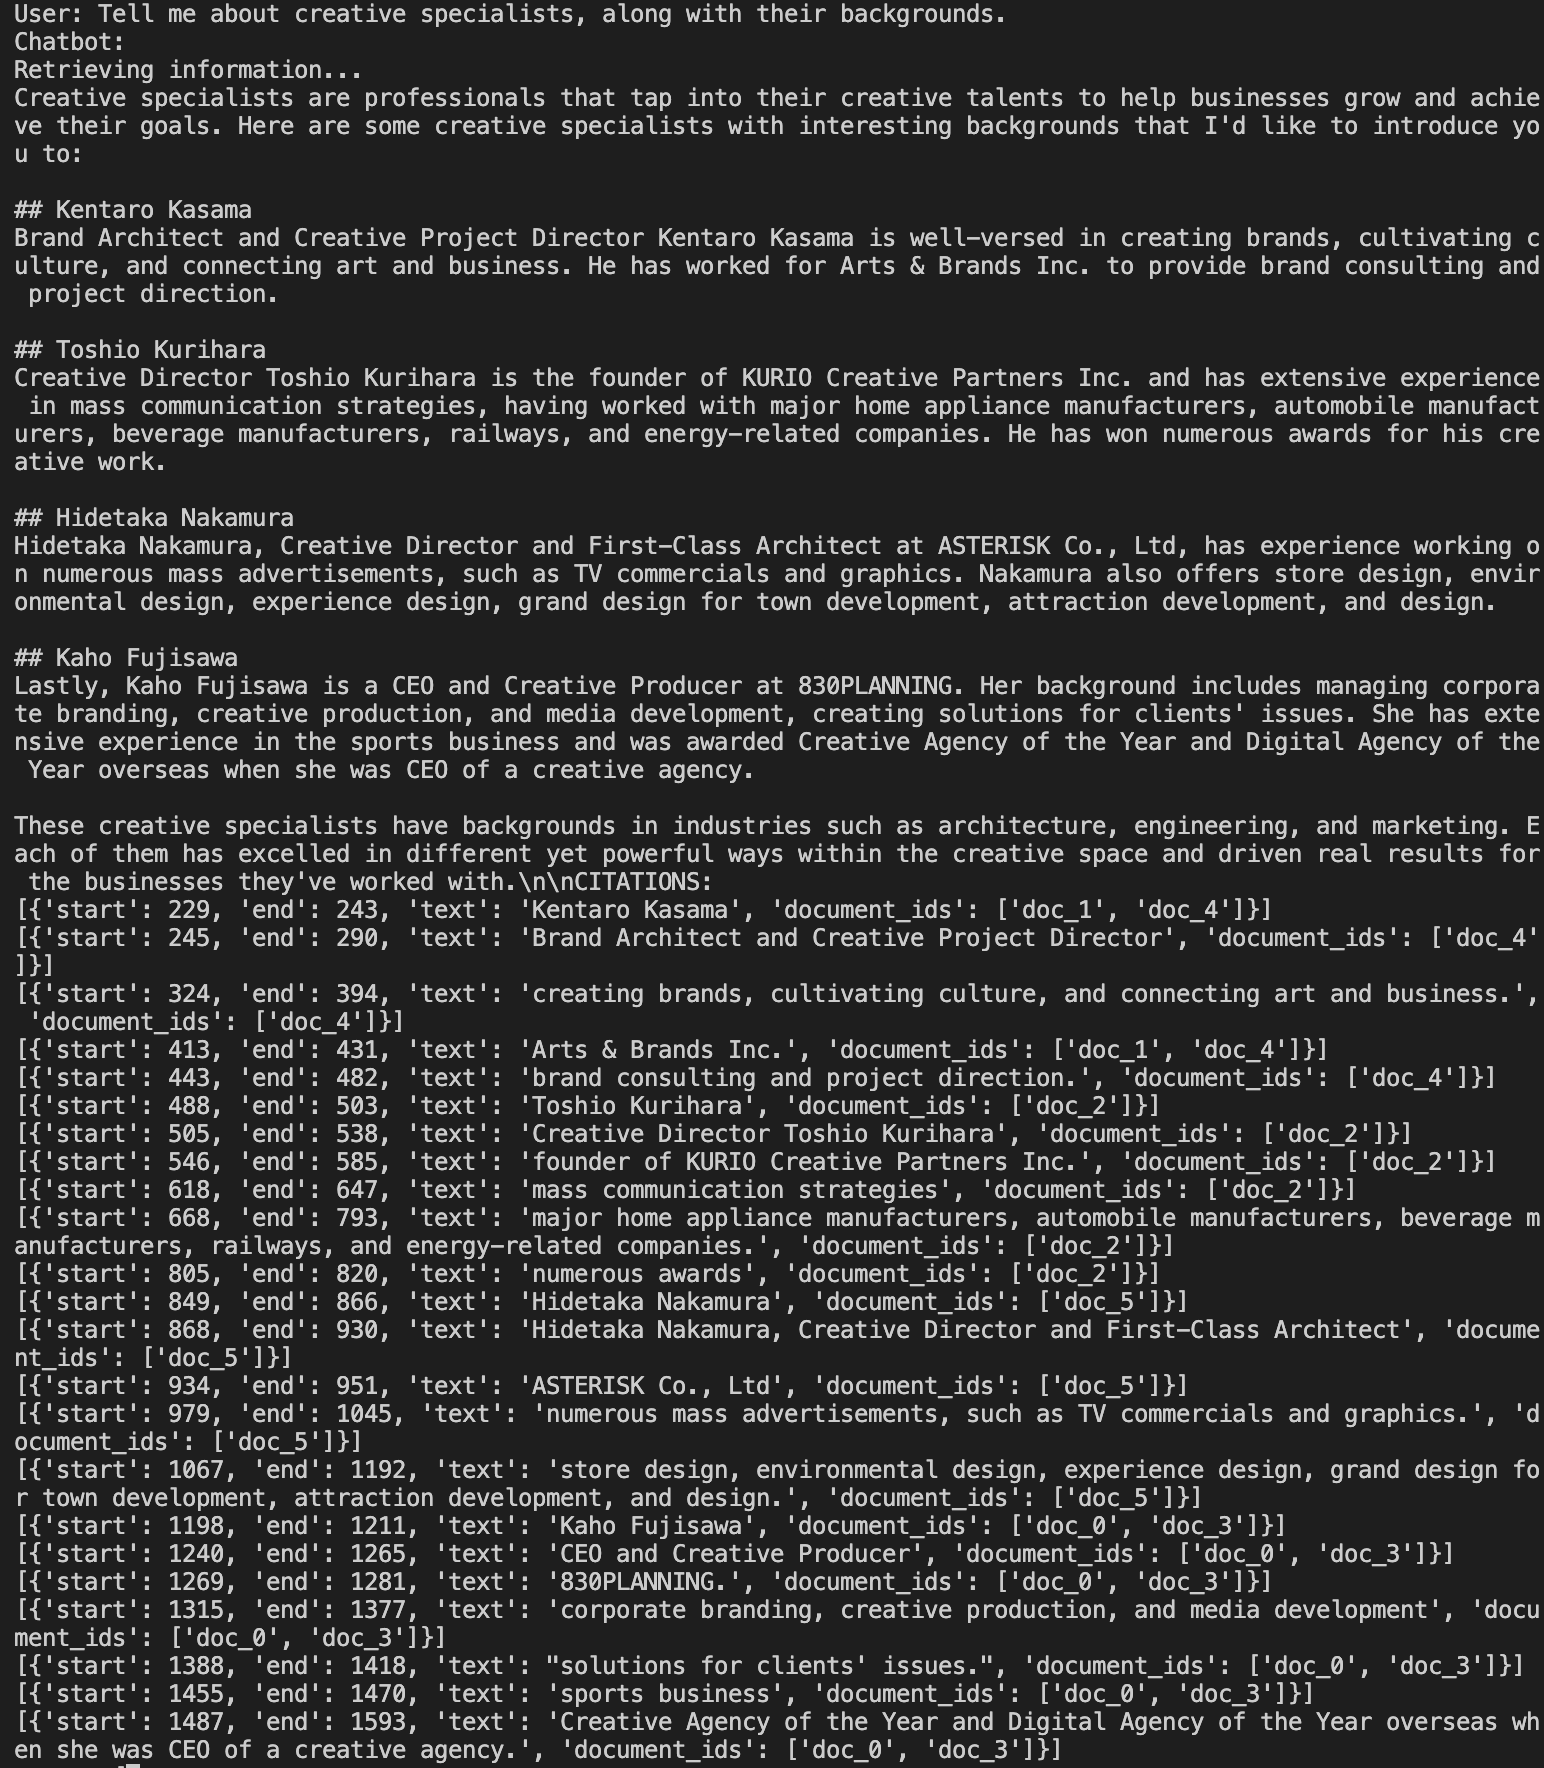 User: Tell me about creative specialists, along with their backgrounds.
Chatbot:
Retrieving information...
Creative specialists are professionals that tap into their creative talents to help businesses grow and achie
ve their goals. Here are some creative specialists with interesting backgrounds that I'd like to introduce yo
u to:

## Kentaro Kasama
Brand Architect and Creative Project Director Kentaro Kasama is well-versed in creating brands, cultivating c
ulture, and connecting art and business. He has worked for Arts & Brands Inc. to provide brand consulting and
 project direction.

## Toshio Kurihara
Creative Director Toshio Kurihara is the founder of KURIO Creative Partners Inc. and has extensive experience
 in mass communication strategies, having worked with major home appliance manufacturers, automobile manufact
urers, beverage manufacturers, railways, and energy-related companies. He has won numerous awards for his cre
ative work.

## Hidetaka Nakamura
Hidetaka Nakamura, Creative Director and First-Class Architect at ASTERISK Co., Ltd, has experience working o
n numerous mass advertisements, such as TV commercials and graphics. Nakamura also offers store design, envir
onmental design, experience design, grand design for town development, attraction development, and design.

## Kaho Fujisawa
Lastly, Kaho Fujisawa is a CEO and Creative Producer at 830PLANNING. Her background includes managing corpora
te branding, creative production, and media development, creating solutions for clients' issues. She has exte
nsive experience in the sports business and was awarded Creative Agency of the Year and Digital Agency of the
 Year overseas when she was CEO of a creative agency.

These creative specialists have backgrounds in industries such as architecture, engineering, and marketing. E
ach of them has excelled in different yet powerful ways within the creative space and driven real results for
 the businesses they've worked with.\n\nCITATIONS:
[{'start': 229, 'end': 243, 'text': 'Kentaro Kasama', 'document_ids': ['doc_1', 'doc_4']}]
[{'start': 245, 'end': 290, 'text': 'Brand Architect and Creative Project Director', 'document_ids': ['doc_4'
]}]
[{'start': 324, 'end': 394, 'text': 'creating brands, cultivating culture, and connecting art and business.',
 'document_ids': ['doc_4']}]
[{'start': 413, 'end': 431, 'text': 'Arts & Brands Inc.', 'document_ids': ['doc_1', 'doc_4']}]
[{'start': 443, 'end': 482, 'text': 'brand consulting and project direction.', 'document_ids': ['doc_4']}]
[{'start': 488, 'end': 503, 'text': 'Toshio Kurihara', 'document_ids': ['doc_2']}]
[{'start': 505, 'end': 538, 'text': 'Creative Director Toshio Kurihara', 'document_ids': ['doc_2']}]
[{'start': 546, 'end': 585, 'text': 'founder of KURIO Creative Partners Inc.', 'document_ids': ['doc_2']}]
[{'start': 618, 'end': 647, 'text': 'mass communication strategies', 'document_ids': ['doc_2']}]
[{'start': 668, 'end': 793, 'text': 'major home appliance manufacturers, automobile manufacturers, beverage m
anufacturers, railways, and energy-related companies.', 'document_ids': ['doc_2']}]
[{'start': 805, 'end': 820, 'text': 'numerous awards', 'document_ids': ['doc_2']}]
[{'start': 849, 'end': 866, 'text': 'Hidetaka Nakamura', 'document_ids': ['doc_5']}]
[{'start': 868, 'end': 930, 'text': 'Hidetaka Nakamura, Creative Director and First-Class Architect', 'docume
nt_ids': ['doc_5']}]
[{'start': 934, 'end': 951, 'text': 'ASTERISK Co., Ltd', 'document_ids': ['doc_5']}]
[{'start': 979, 'end': 1045, 'text': 'numerous mass advertisements, such as TV commercials and graphics.', 'd
ocument_ids': ['doc_5']}]
[{'start': 1067, 'end': 1192, 'text': 'store design, environmental design, experience design, grand design fo
r town development, attraction development, and design.', 'document_ids': ['doc_5']}]
[{'start': 1198, 'end': 1211, 'text': 'Kaho Fujisawa', 'document_ids': ['doc_0', 'doc_3']}]
[{'start': 1240, 'end': 1265, 'text': 'CEO and Creative Producer', 'document_ids': ['doc_0', 'doc_3']}]
[{'start': 1269, 'end': 1281, 'text': '830PLANNING.', 'document_ids': ['doc_0', 'doc_3']}]
[{'start': 1315, 'end': 1377, 'text': 'corporate branding, creative production, and media development', 'docu
ment_ids': ['doc_0', 'doc_3']}]
[{'start': 1388, 'end': 1418, 'text': "solutions for clients' issues.", 'document_ids': ['doc_0', 'doc_3']}]
[{'start': 1455, 'end': 1470, 'text': 'sports business', 'document_ids': ['doc_0', 'doc_3']}]
[{'start': 1487, 'end': 1593, 'text': 'Creative Agency of the Year and Digital Agency of the Year overseas wh
en she was CEO of a creative agency.', 'document_ids': ['doc_0', 'doc_3']}]